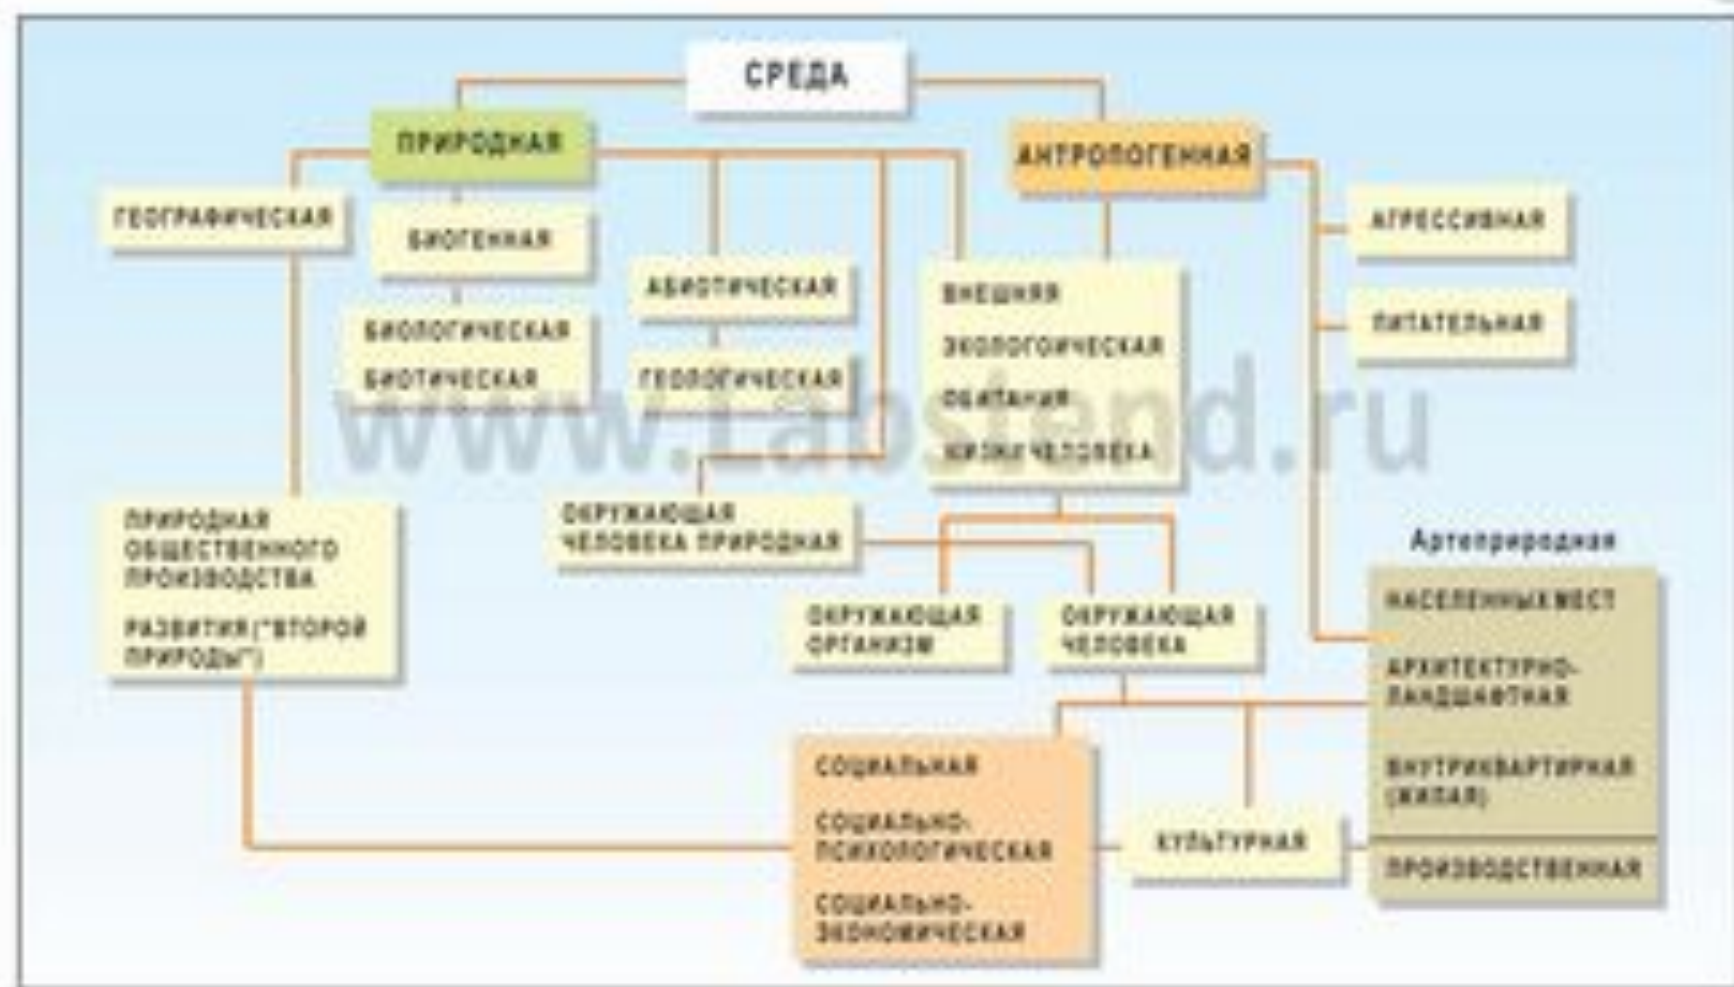 СРЕДА
ПРИРОДНАЯ
АНТРОПОГЕННАЯ
ГЕОГРАФИЧЕСКАЯ
БИОГЕННАЯ
АГРЕССИВНАЯ
АБИОТИЧЕСКАЯ
ВНЕШНЯЯ
ЭКОЛОГОИЧЕСКАЯ
ОБИТАНИЯ
ЖИЗНИ ЧЕЛОВЕКА
ПИТАТЕЛЬНАЯ
БИОЛОГИЧЕСКАЯ
БИОТИЧЕСКАЯ
ГЕОЛОГИЧЕСКАЯ
www.Labstend.ru
ПРИРОДНАЯ
ОБЩЕСТВЕННОГО
ПРОИЗВОДСТВА
РАЗВИТИЯ ("ВТОРОЙ
ПРИРОДЫ")
ОКРУЖАЮЩАЯ
ЧЕЛОВЕКА ПРИРОДНАЯ
ОКРУЖАЮЩАЯ
ОРГАНИЗМ
ОКРУЖАЮЩАЯ
ЧЕЛОВЕКА
Артеприродная
НАСЕЛЕННЫХ МЕСТ
АРХИТЕКТУРНО-
ЛАНДШАФТНАЯ
ВНУТРИКВАРТИРНАЯ
(ЖИЛАЯ)
ПРОИЗВОДСТВЕННАЯ
СОЦИАЛЬНАЯ
СОЦИАЛЬНО-
ПСИХОЛОГИЧЕСКАЯ
СОЦИАЛЬНО-
ЭКОНОМИЧЕСКАЯ
КУЛЬТУРНАЯ